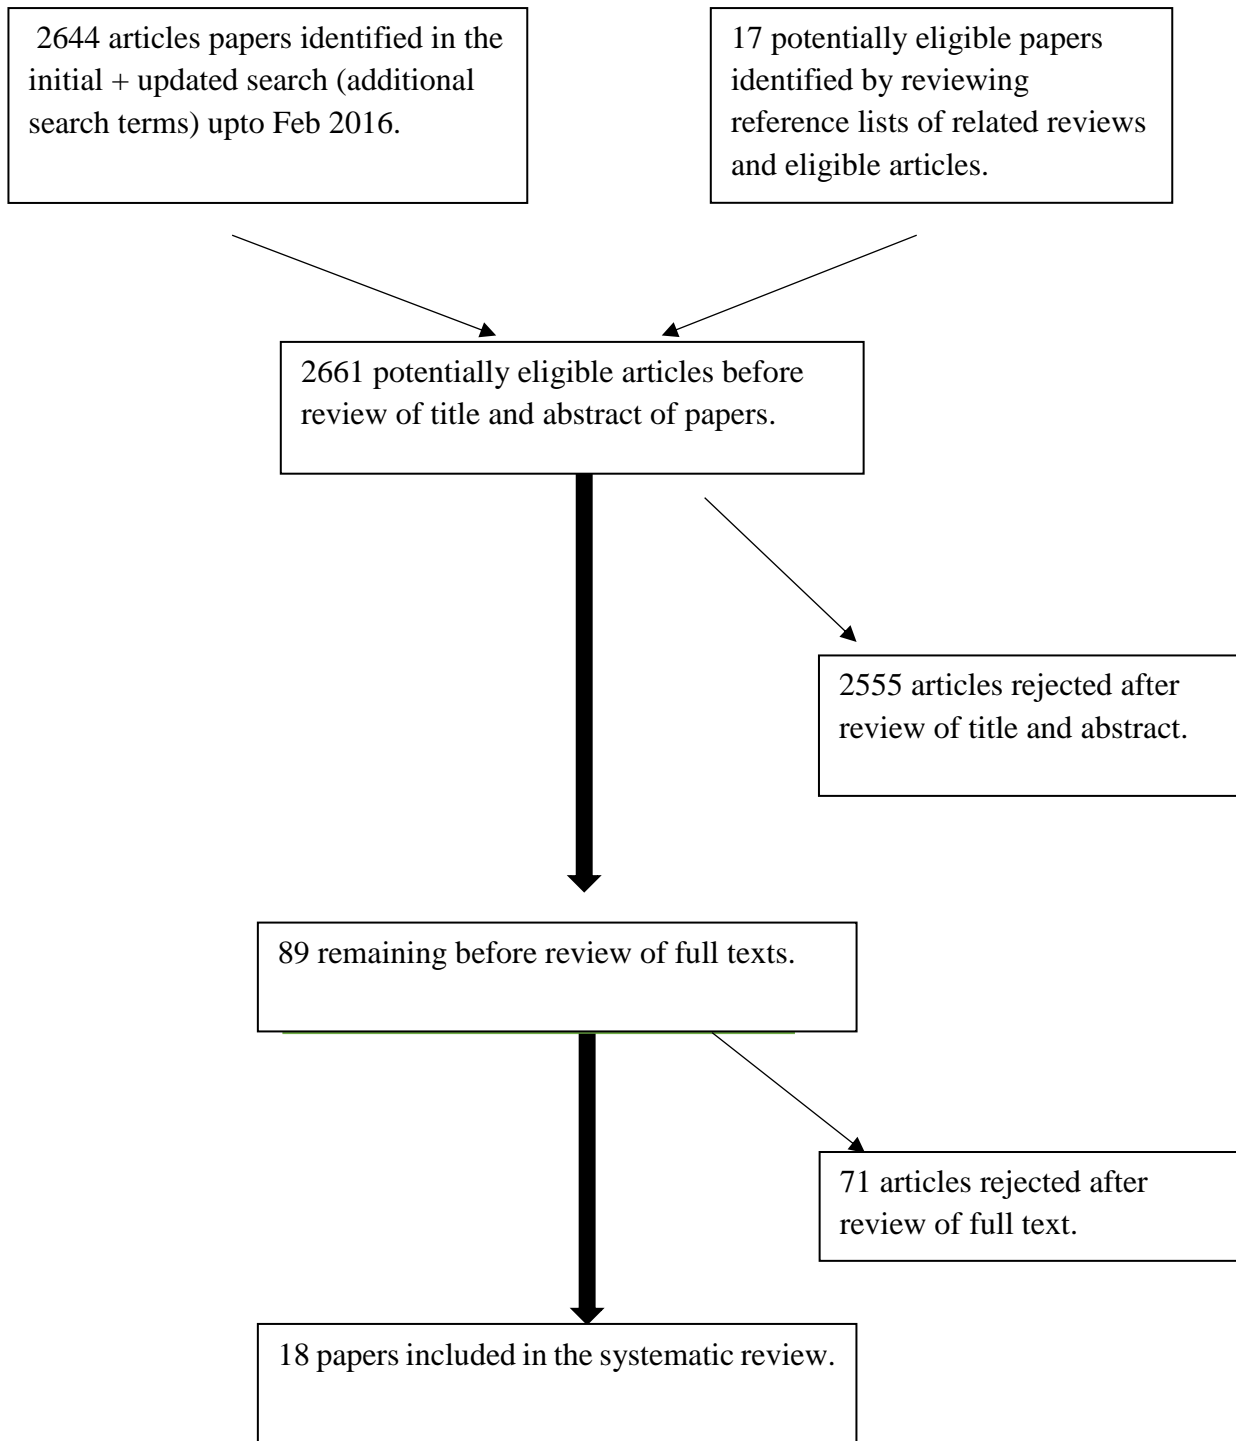 2644 articles papers identified in the
initial + updated search (additional
search terms) upto Feb 2016.
17 potentially eligible papers
identified by reviewing
reference lists of related reviews
and eligible articles.
2661 potentially eligible articles before
review of title and abstract of papers.
2555 articles rejected after
review of title and abstract.
89 remaining before review of full texts.
71 articles rejected after
review of full text.
18 papers included in the systematic review.